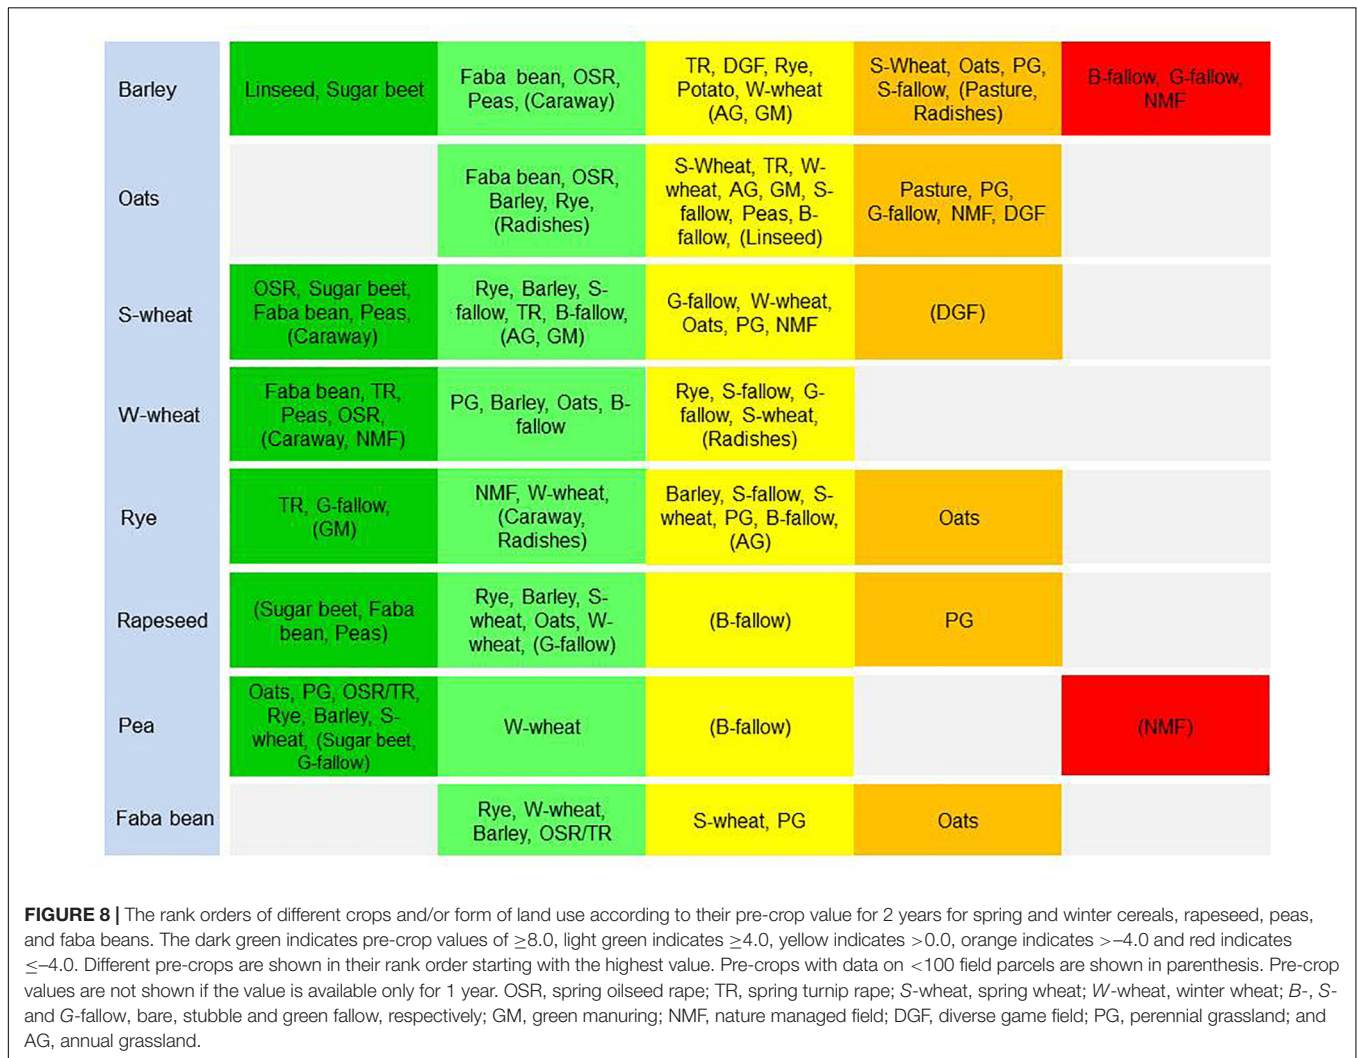 Barley
Linseed, Sugar beet
Faba bean, OSR,
Peas, (Caraway)
TR, DGF, Rye,
Potato, W-wheat
(AG, GM)
S-Wheat, Oats, PG,
S-fallow, (Pasture,
Radishes)
B-fallow, G-fallow,
NMF
Oats
Faba bean, OSR,
Barley, Rye,
(Radishes)
S-Wheat, TR, W-
wheat, AG, GM, S-
fallow, Peas, B-
fallow, (Linseed)
Pasture, PG,
G-fallow, NMF, DGF
S-wheat
OSR, Sugar beet,
Faba bean, Peas,
(Caraway)
Rye, Barley, S-
fallow, TR, B-fallow,
(AG, GM)
G-fallow, W-wheat,
Oats, PG, NMF
(DGF)
W-wheat
Faba bean, TR,
Peas, OSR,
(Caraway, NMF)
PG, Barley, Oats, B-
fallow
Rye, S-fallow, G-
fallow, S-wheat,
(Radishes)
Rye
TR, G-fallow,
(GM)
NMF, W-wheat,
(Caraway,
Radishes)
Barley, S-fallow, S-
wheat, PG, B-fallow,
(AG)
Oats
Rapeseed
(Sugar beet, Faba
bean, Peas)
Rye, Barley, S-
wheat, Oats, W-
wheat, (G-fallow)
(B-fallow)
PG
Pea
Oats, PG, OSR/TR,
Rye, Barley, S-
wheat, (Sugar beet,
G-fallow)
W-wheat
(B-fallow)
(NMF)
Faba bean
Rye, W-wheat,
Barley, OSR/TR
S-wheat, PG
Oats
FIGURE 8 | The rank orders of different crops and/or form of land use according to their pre-crop value for 2 years for spring and winter cereals, rapeseed, peas,
and faba beans. The dark green indicates pre-crop values of ≥8.0, light green indicates ≥4.0, yellow indicates >0.0, orange indicates >–4.0 and red indicates
≤–4.0. Different pre-crops are shown in their rank order starting with the highest value. Pre-crops with data on <100 field parcels are shown in parenthesis. Pre-crop
values are not shown if the value is available only for 1 year. OSR, spring oilseed rape; TR, spring turnip rape; S-wheat, spring wheat; W-wheat, winter wheat; B-, S-
and G-fallow, bare, stubble and green fallow, respectively; GM, green manuring; NMF, nature managed field; DGF, diverse game field; PG, perennial grassland; and
AG, annual grassland.